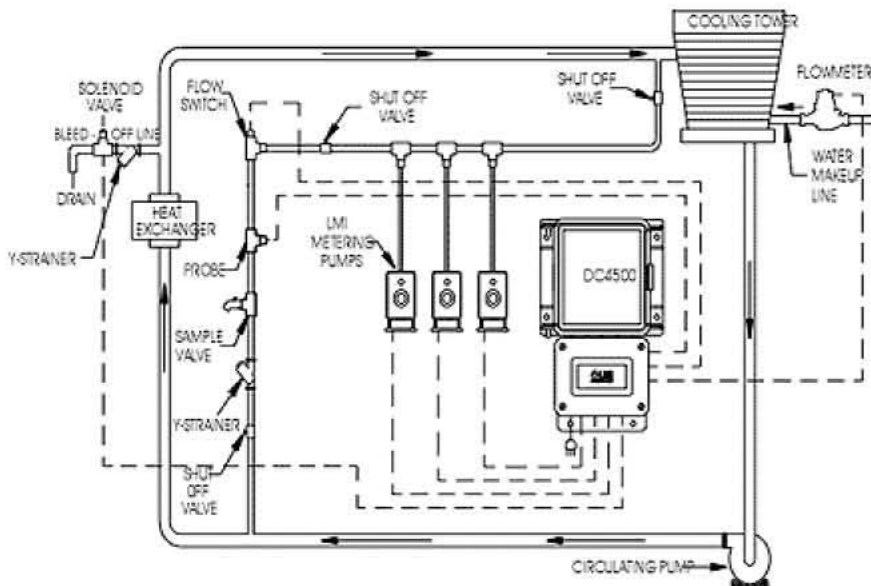 COOLING TOWER
FLOWMETER
SOLENOID
VALVE
FLOW
SWITCH
SHUT OFF
VALVE
SHUT OFF
VALVE
BLEED - OFF LINE
WATER
MAKEUP
LINE
DRAIN
HEAT
EXCHANGER
LMI
METERING
PUMPS
Y-STRAINER
PROBE
DC4500
SAMPLE
VALVE
Y-STRAINER
SHUT
OFF
VALVE
CIRCULATING PUMP